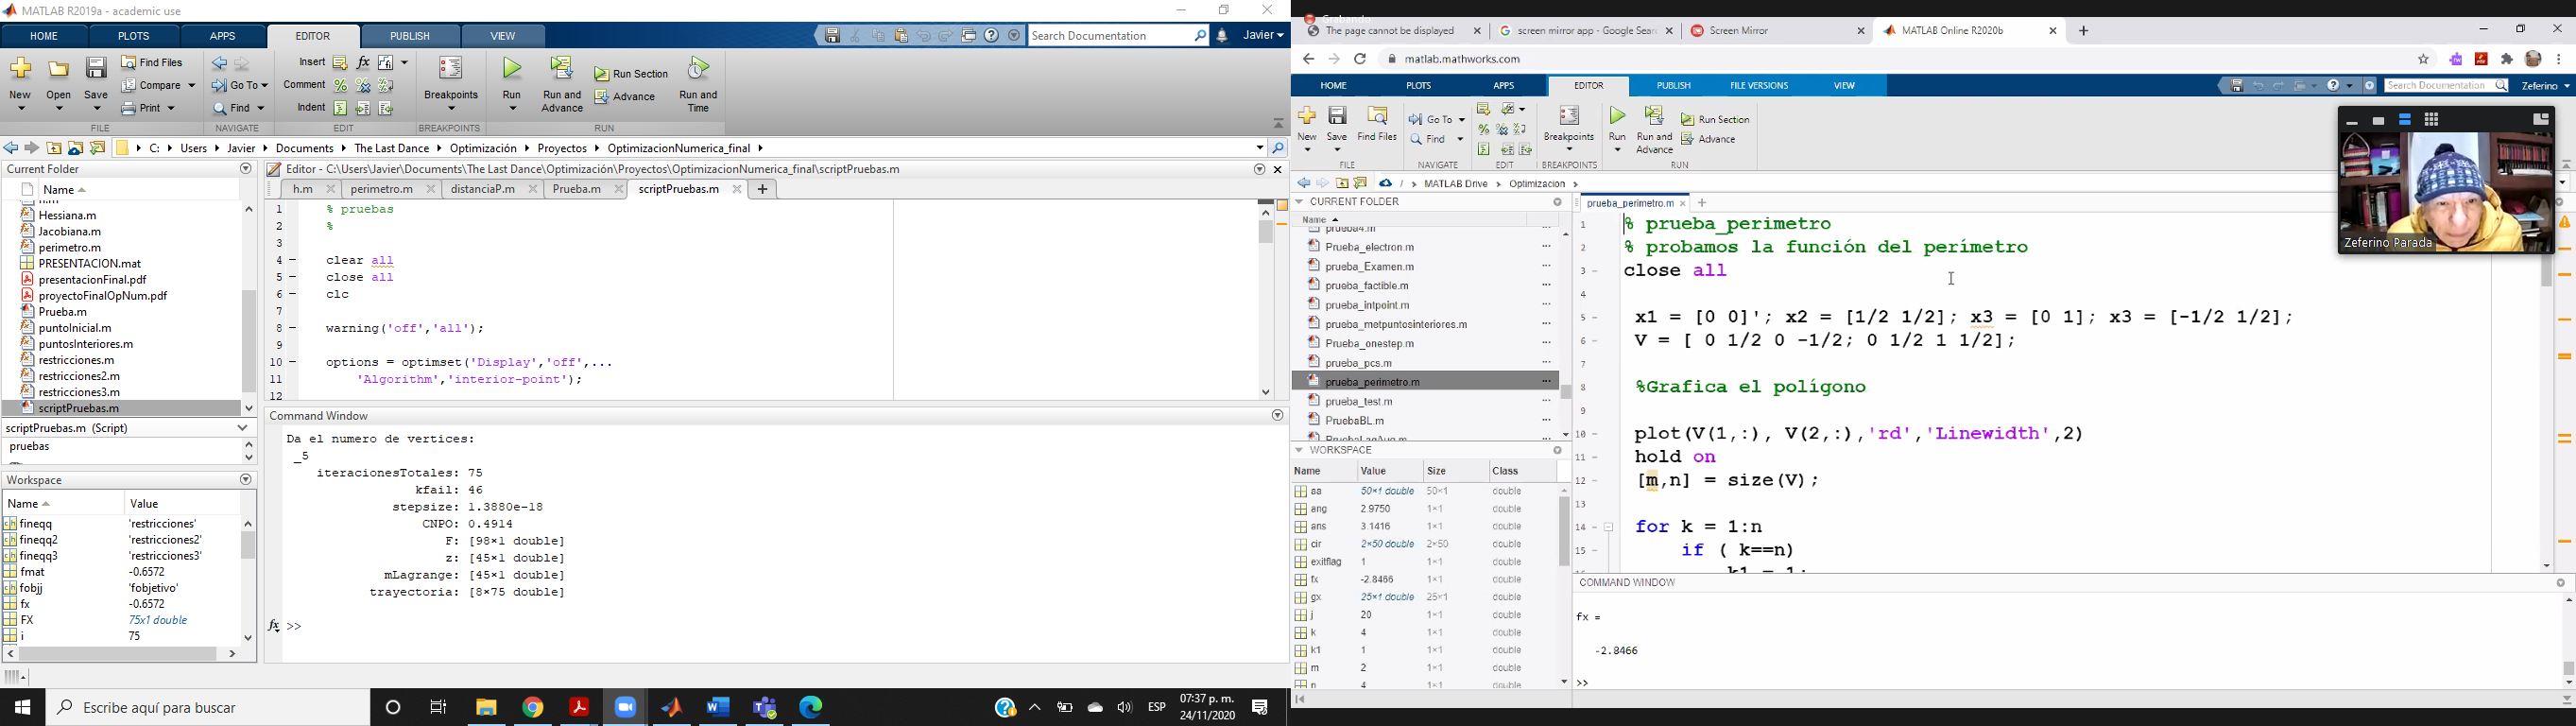 MATLAB R2019a - academic use
HOME PLOTS APPS EDITOR PUBLISH VIEW
Search Documentation Javier
New Open Save
Find Files
Compare
Print
FILE
Go To
Find
NAVIGATE
Insert
Comment
Indent
EDIT
Breakpoints
BREAKPOINTS
Run
Run and Advance
Run Section
Advance
Run and Time
RUN
C: Users Javier Documents The Last Dance Optimización Proyectos OptimizacionNumerica_final
Current Folder
Name
Hessiana.m
Jacobiana.m
perimetro.m
PRESENTACION.mat
presentacionFinal.pdf
proyectoFinalOpNum.pdf
Prueba.m
puntoInicial.m
puntosInteriores.m
restricciones.m
restricciones2.m
restricciones3.m
scriptPruebas.m
scriptPruebas.m (Script)
pruebas
Workspace
Name Value
fineqq 'restricciones'
fineqq2 'restricciones2'
fineqq3 'restricciones3'
fmat -0.6572
fobjj 'fobjetivo'
fx -0.6572
FX 75x1 double
i 75
Editor - C:\Users\Javier\Documents\The Last Dance\Optimización\Proyectos\OptimizacionNumerica_final\scriptPruebas.m
h.m perimetro.m distanciaP.m Prueba.m scriptPruebas.m
1 % pruebas
2 %
3
4 clear all
5 close all
6 clc
7
8 warning('off','all');
9
10 options = optimset('Display','off',...
11 'Algorithm','interior-point');
12
Command Window
Da el numero de vertices:
_5
iteracionesTotales: 75
kfail: 46
stepsize: 1.3880e-18
CNPO: 0.4914
F: [98×1 double]
z: [45×1 double]
mLagrange: [45×1 double]
trayectoria: [8×75 double]
fx >>
Escribe aquí para buscar
ESP
07:37 p. m.
24/11/2020
Grabando
The page cannot be displayed
screen mirror app - Google Sear
Screen Mirror
MATLAB Online R2020b
matlab.mathworks.com
HOME PLOTS APPS EDITOR PUBLISH FILE VERSIONS VIEW
Search Documentation Zeferino
New Save Find Files
FILE
Go To
Find
NAVIGATE
EDIT
Breakpoints
BREAKPOINTS
Run
Run and Advance
Run Section
Advance
RUN
/ MATLAB Drive Optimizacion
CURRENT FOLDER
Name
prueba4.m
Prueba_electron.m
prueba_Examen.m
prueba_factible.m
prueba_intpoint.m
prueba_metpuntosinteriores.m
Prueba_onestep.m
prueba_pcs.m
prueba_perimetro.m
prueba_test.m
PruebaBL.m
PruebaLagAug.m
WORKSPACE
Name Value Size Class
aa 50×1 double 50×1 double
ang 2.9750 1×1 double
ans 3.1416 1×1 double
cir 2×50 double 2×50 double
exitflag 1 1×1 double
fx -2.8466 1×1 double
gx 25×1 double 25×1 double
j 20 1×1 double
k 4 1×1 double
k1 1 1×1 double
m 2 1×1 double
n 4 1×1 double
prueba_perimetro.m
1 % prueba_perimetro
2 % probamos la función del perímetro
3 close all
4
5 x1 = [0 0]'; x2 = [1/2 1/2]; x3 = [0 1]; x3 = [-1/2 1/2];
6 V = [ 0 1/2 0 -1/2; 0 1/2 1 1/2];
7
8 %Grafica el polígono
9
10 plot(V(1,:), V(2,:),'rd','Linewidth',2)
11 hold on
12 [m,n] = size(V);
13
14 for k = 1:n
15 if ( k==n)
k1 = 1;
COMMAND WINDOW
fx =
-2.8466
>>
Zeferino Parada